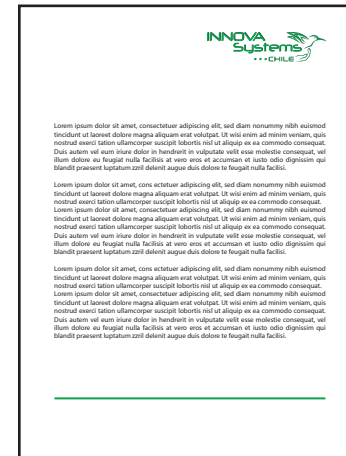 INNOVA
Systems
CHILE
Lorem ipsum dolor sit amet, consectetuer adipiscing elit, sed diam nonummy nibh euismod
tincidunt ut laoreet dolore magna aliquam erat volutpat. Ut wisi enim ad minim veniam, quis
nostrud exerci tation ullamcorper suscipit lobortis nisl ut aliquip ex ea commodo consequat.
Duis autem vel eum iriure dolor in hendrerit in vulputate velit esse molestie consequat, vel
illum dolore eu feugiat nulla facilisis at vero eros et accumsan et iusto odio dignissim qui
blandit praesent luptatum zzril delenit augue duis dolore te feugait nulla facilisi.
Lorem ipsum dolor sit amet, cons ectetuer adipiscing elit, sed diam nonummy nibh euismod
tincidunt ut laoreet dolore magna aliquam erat volutpat. Ut wisi enim ad minim veniam, quis
nostrud exerci tation ullamcorper suscipit lobortis nisl ut aliquip ex ea commodo consequat.
Lorem ipsum dolor sit amet, consectetuer adipiscing elit, sed diam nonummy nibh euismod
tincidunt ut laoreet dolore magna aliquam erat volutpat. Ut wisi enim ad minim veniam, quis
nostrud exerci tation ullamcorper suscipit lobortis nisl ut aliquip ex ea commodo consequat.
Duis autem vel eum iriure dolor in hendrerit in vulputate velit esse molestie consequat, vel
illum dolore eu feugiat nulla facilisis at vero eros et accumsan et iusto odio dignissim qui
blandit praesent luptatum zzril delenit augue duis dolore te feugait nulla facilisi.
Lorem ipsum dolor sit amet, consectetuer adipiscing elit, sed diam nonummy nibh euismod
tincidunt ut laoreet dolore magna aliquam erat volutpat. Ut wisi enim ad minim veniam, quis
nostrud exerci tation ullamcorper suscipit lobortis nisl ut aliquip ex ea commodo consequat.
Lorem ipsum dolor sit amet, consectetuer adipiscing elit, sed diam nonummy nibh euismod
tincidunt ut laoreet dolore magna aliquam erat volutpat. Ut wisi enim ad minim veniam, quis
nostrud exerci tation ullamcorper suscipit lobortis nisl ut aliquip ex ea commodo consequat.
Duis autem vel eum iriure dolor in hendrerit in vulputate velit esse molestie consequat, vel
illum dolore eu feugiat nulla facilisis at vero eros et accumsan et iusto odio dignissim qui
blandit praesent luptatum zzril delenit augue duis dolore te feugait nulla facilisi.